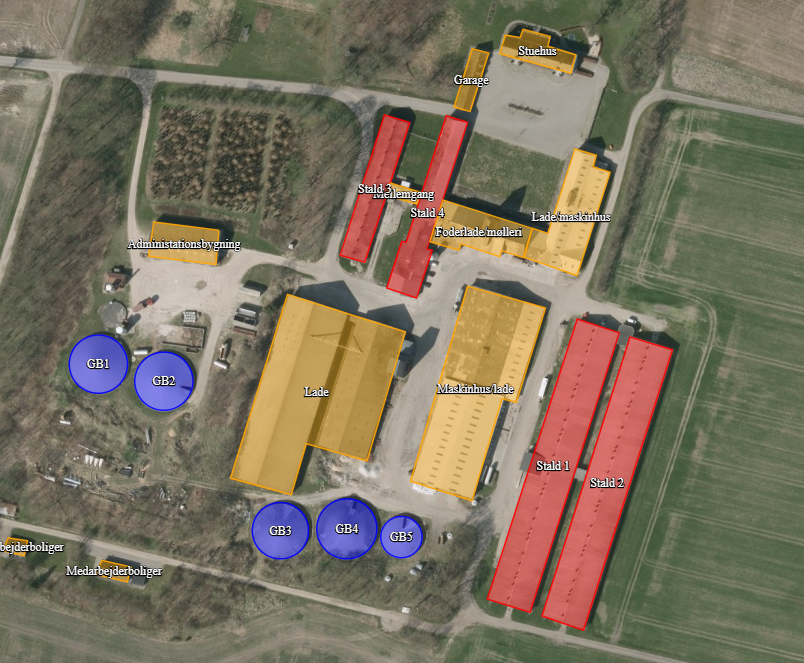 Stuehus
Garage
Stald 3
Mellemgang
Stald 4
Lade/maskinhus
Foderlade/mølleri
Administationsbygning
GB1
GB2
Lade
Maskinhus/lade
Stald 1
Stald 2
GB3
GB4
GB5
bejderboliger
Medarbejderboliger